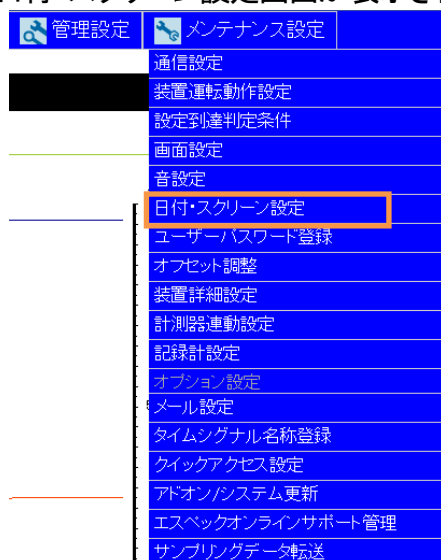 管理設定 メンテナンス設定
通信設定
装置運転動作設定
設定到達判定条件
画面設定
音設定
日付・スクリーン設定
ユーザーパスワード登録
オフセット調整
装置詳細設定
計測器連動設定
記録計設定
オプション設定
メール設定
タイムシグナル名称登録
クイックアクセス設定
アドオン/システム更新
エスペックオンラインサポート管理
サンプリングデータ転送